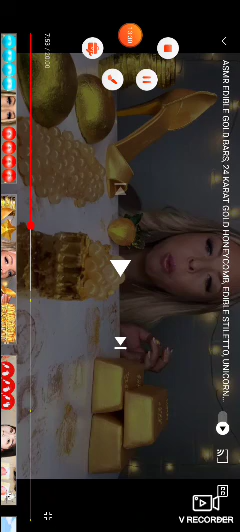 ASMR EDIBLE GOLD BARS, 24 KARAT GOLD HONEYCOMB, EDIBLE STILETTO, UNICORN...
7:53 / 20:00
V RECORDER